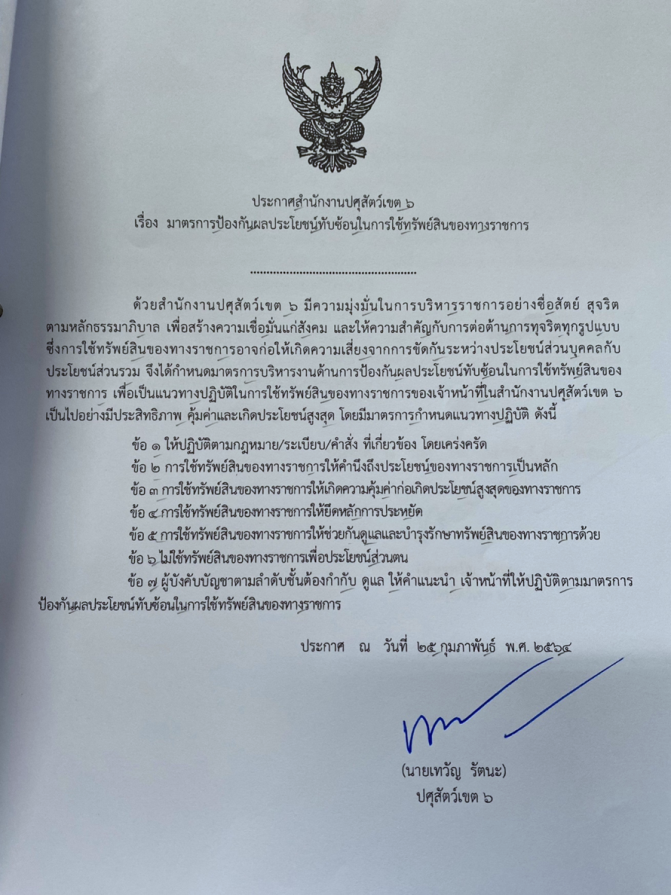 ประกาศสำนักงานปศุสัตว์เขต ๖
เรื่อง มาตรการป้องกันผลประโยชน์ทับซ้อนในการใช้ทรัพย์สินของทางราชการ
........................................................
ด้วยสำนักงานปศุสัตว์เขต ๖ มีความมุ่งมั่นในการบริหารราชการอย่างซื่อสัตย์ สุจริต
ตามหลักธรรมาภิบาล เพื่อสร้างความเชื่อมั่นแก่สังคม และให้ความสำคัญกับการต่อต้านการทุจริตทุกรูปแบบ
ซึ่งการใช้ทรัพย์สินของทางราชการอาจก่อให้เกิดความเสี่ยงจากการขัดกันระหว่างประโยชน์ส่วนบุคคลกับ
ประโยชน์ส่วนรวม จึงได้กำหนดมาตรการบริหารงานด้านการป้องกันผลประโยชน์ทับซ้อนในการใช้ทรัพย์สินของ
ทางราชการ เพื่อเป็นแนวทางปฏิบัติในการใช้ทรัพย์สินของทางราชการของเจ้าหน้าที่ในสำนักงานปศุสัตว์เขต ๖
เป็นไปอย่างมีประสิทธิภาพ คุ้มค่าและเกิดประโยชน์สูงสุด โดยมีมาตรการกำหนดแนวทางปฏิบัติ ดังนี้
ข้อ ๑ ให้ปฏิบัติตามกฎหมาย/ระเบียบ/คำสั่ง ที่เกี่ยวข้อง โดยเคร่งครัด
ข้อ ๒ การใช้ทรัพย์สินของทางราชการให้คำนึงถึงประโยชน์ของทางราชการเป็นหลัก
ข้อ ๓ การใช้ทรัพย์สินของทางราชการให้เกิดความคุ้มค่าก่อเกิดประโยชน์สูงสุดของทางราชการ
ข้อ ๔ การใช้ทรัพย์สินของทางราชการให้ยึดหลักการประหยัด
ข้อ ๕ การใช้ทรัพย์สินของทางราชการให้ช่วยกันดูแลและบำรุงรักษาทรัพย์สินของทางราชการด้วย
ข้อ ๖ ไม่ใช้ทรัพย์สินของทางราชการเพื่อประโยชน์ส่วนตน
ข้อ ๗ ผู้บังคับบัญชาตามลำดับชั้นต้องกำกับ ดูแล ให้คำแนะนำ เจ้าหน้าที่ให้ปฏิบัติตามมาตรการ
ป้องกันผลประโยชน์ทับซ้อนในการใช้ทรัพย์สินของทางราชการ
ประกาศ ณ วันที่ ๒๕ กุมภาพันธ์ พ.ศ. ๒๕๖๔
(นายเทวัญ รัตนะ)
ปศุสัตว์เขต ๖